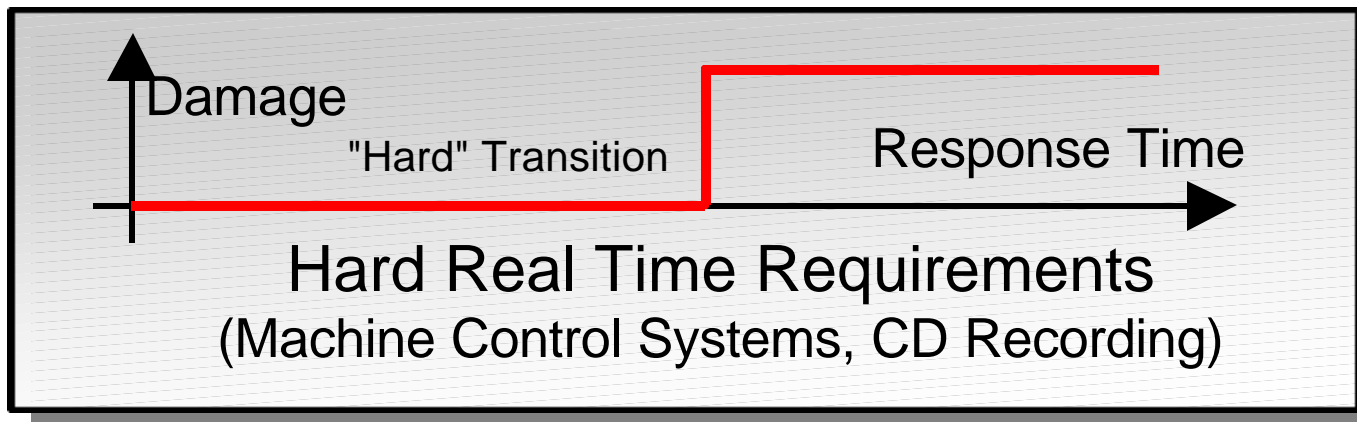 Damage
"Hard" Transition
Response Time
Hard Real Time Requirements
(Machine Control Systems, CD Recording)